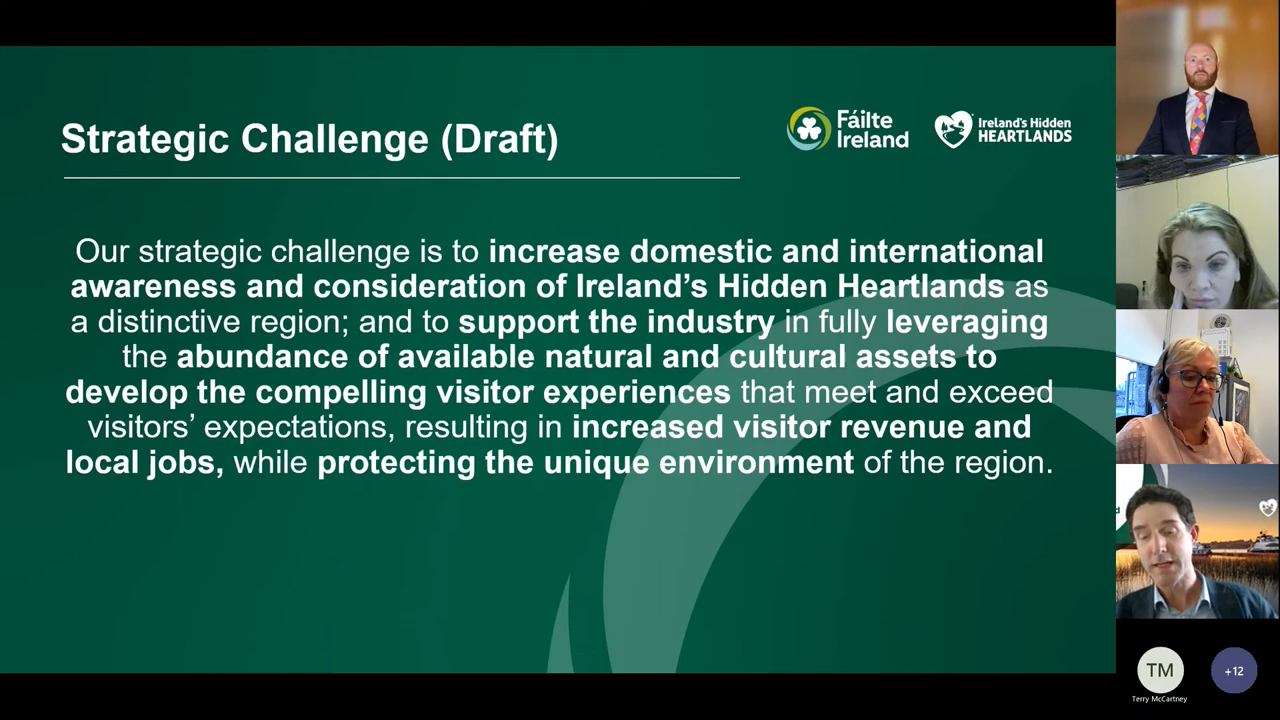 Strategic Challenge (Draft)
Fáilte
Ireland
Ireland's Hidden
HEARTLANDS
Our strategic challenge is to increase domestic and international
awareness and consideration of Ireland’s Hidden Heartlands as
a distinctive region; and to support the industry in fully leveraging
the abundance of available natural and cultural assets to
develop the compelling visitor experiences that meet and exceed
visitors’ expectations, resulting in increased visitor revenue and
local jobs, while protecting the unique environment of the region.
TM
Terry McCartney
+12